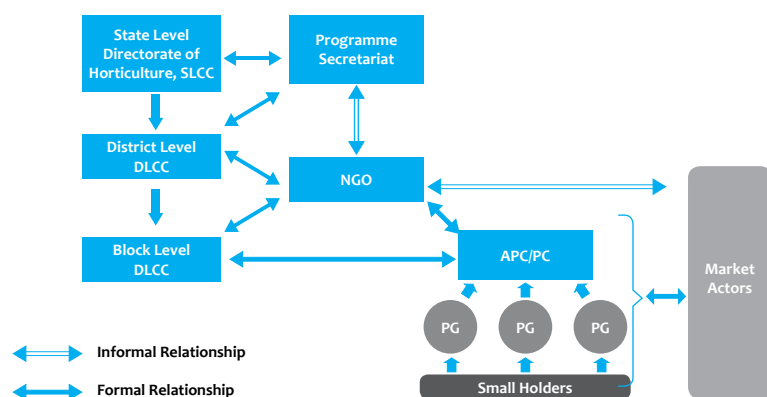 State Level
Directorate of
Horticulture, SLCC
Programme
Secretariat
District Level
DLCC
NGO
Block Level
DLCC
APC/PC
Market
Actors
PG
PG
PG
Small Holders
Informal Relationship
Formal Relationship